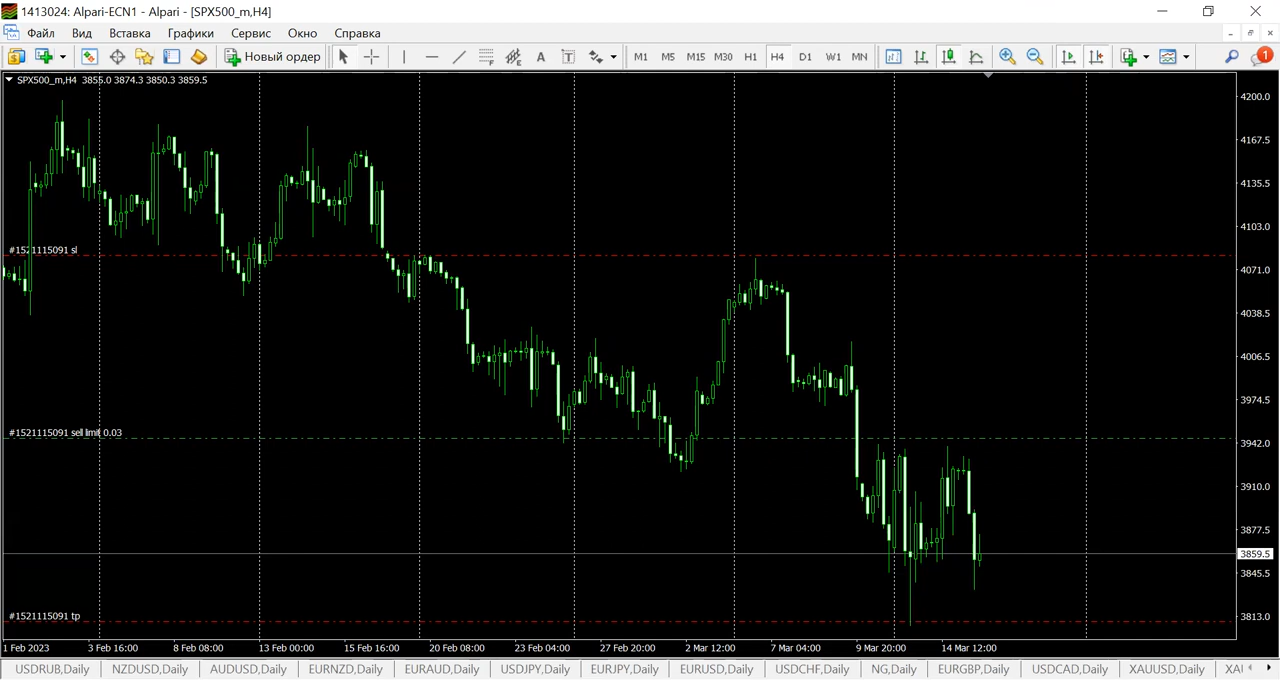 1413024: Alpari-ECN1 - Alpari - [SPX500_m,H4]
Файл Вид Вставка Графики Сервис Окно Справка
Новый ордер A T M1 M5 M15 M30 H1 H4 D1 W1 MN 1
SPX500_m,H4 3855.0 3874.3 3850.3 3859.5
4200.0
4167.5
4135.5
4103.0
#1521115091 sl
4071.0
4038.5
4006.5
3974.5
#1521115091 sell limit 0.03
3942.0
3910.0
3877.5
3859.5
3845.5
#1521115091 tp
3813.0
1 Feb 2023 3 Feb 16:00 8 Feb 08:00 13 Feb 00:00 15 Feb 16:00 20 Feb 08:00 23 Feb 04:00 27 Feb 20:00 2 Mar 12:00 7 Mar 04:00 9 Mar 20:00 14 Mar 12:00
USDRUB,Daily NZDUSD,Daily AUDUSD,Daily EURNZD,Daily EURAUD,Daily USDJPY,Daily EURJPY,Daily EURUSD,Daily USDCHF,Daily NG,Daily EURGBP,Daily USDCAD,Daily XAUUSD,Daily XAI